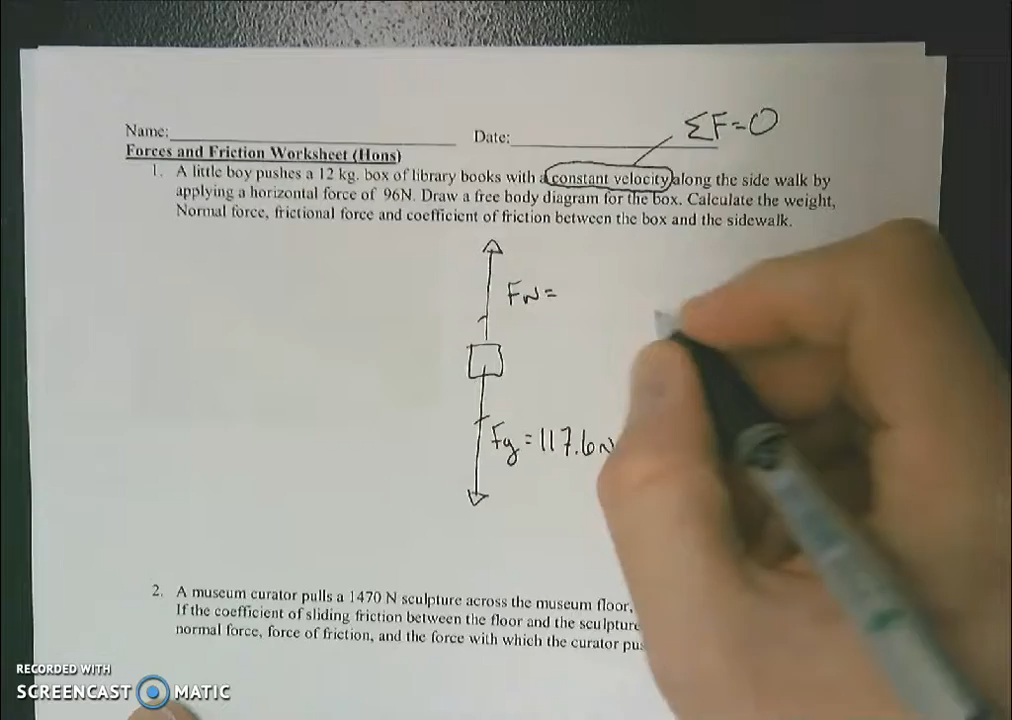 ΣF=0
Name: Date:
Forces and Friction Worksheet (Hons)
1. A little boy pushes a 12 kg. box of library books with a constant velocity along the side walk by
applying a horizontal force of 96N. Draw a free body diagram for the box. Calculate the weight,
Normal force, frictional force and coefficient of friction between the box and the sidewalk.
FN=
Fg=117.6N
2. A museum curator pulls a 1470 N sculpture across the museum floor,
If the coefficient of sliding friction between the floor and the sculpture
normal force, force of friction, and the force with which the curator
RECORDED WITH
SCREENCAST MATIC